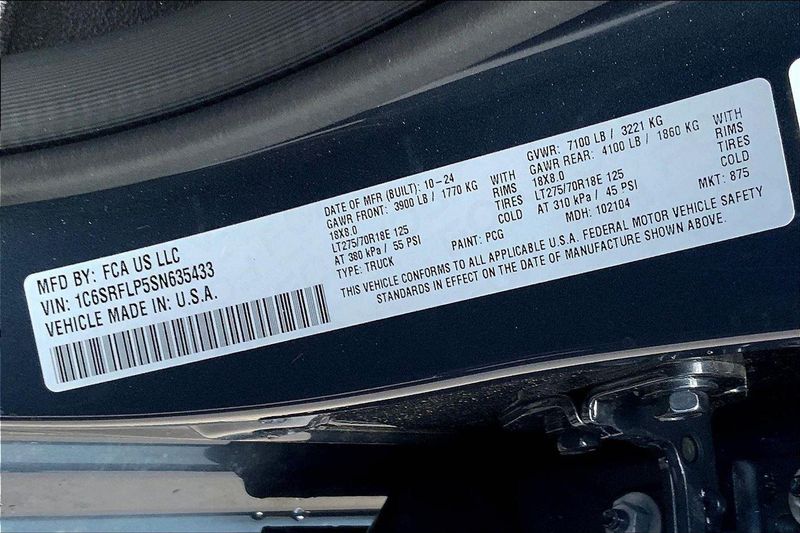 MFD BY: FCA US LLC
VIN: 1C6SRFLP5SN635433
VEHICLE MADE IN: U.S.A.
DATE OF MFR (BUILT): 10-24 GVWR: 7100 LB / 3221 KG
GAWR FRONT: 3900 LB / 1770 KG WITH GAWR REAR: 4100 LB / 1860 KG WITH
18X8.0 RIMS 18X8.0 RIMS
LT275/70R18E 125 TIRES LT275/70R18E 125 TIRES
AT 380 kPa / 55 PSI COLD AT 310 kPa / 45 PSI COLD
TYPE: TRUCK PAINT: PCG MDH: 102104 MKT: 875
THIS VEHICLE CONFORMS TO ALL APPLICABLE U.S.A. FEDERAL MOTOR VEHICLE SAFETY
STANDARDS IN EFFECT ON THE DATE OF MANUFACTURE SHOWN ABOVE.